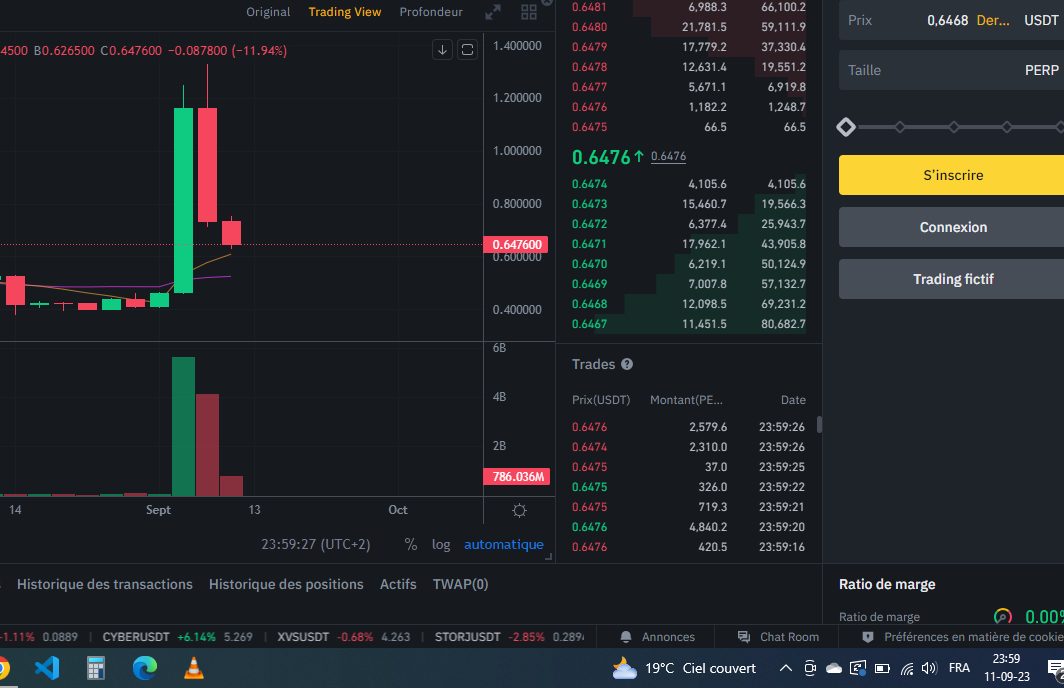 Original Trading View Profondeur
4500 B0.626500 C0.647600 -0.087800 (-11.94%)
1.400000
1.200000
1.000000
0.800000
0.647600
0.600000
0.400000
6B
4B
2B
786.036M
14 Sept 13 Oct
23:59:27 (UTC+2) % log automatique
0.6481 6,988.3 66,100.2
0.6480 21,781.5 59,111.9
0.6479 17,779.2 37,330.4
0.6478 12,631.4 19,551.2
0.6477 5,671.1 6,919.8
0.6476 1,182.2 1,248.7
0.6475 66.5 66.5
0.6476↑ 0.6476
0.6474 4,105.6 4,105.6
0.6473 15,460.7 19,566.3
0.6472 6,377.4 25,943.7
0.6471 17,962.1 43,905.8
0.6470 6,219.1 50,124.9
0.6469 7,007.8 57,132.7
0.6468 12,098.5 69,231.2
0.6467 11,451.5 80,682.7
Trades ?
Prix(USDT) Montant(PE... Date
0.6476 2,579.6 23:59:26
0.6474 2,310.0 23:59:26
0.6475 37.0 23:59:25
0.6475 326.0 23:59:22
0.6475 719.3 23:59:21
0.6476 4,840.2 23:59:20
0.6476 420.5 23:59:16
Prix 0,6468 Der... USDT
Taille PERP
S'inscrire
Connexion
Trading fictif
Historique des transactions Historique des positions Actifs TWAP(0)
Ratio de marge
Ratio de marge 0.00%
-1.11% 0.0889 | CYBERUSDT +6.14% 5.269 | XVSUSDT -0.68% 4.263 | STORJUSDT -2.85% 0.289
Annonces Chat Room Préférences en matière de cookie
19°C Ciel couvert FRA 23:59
11-09-23